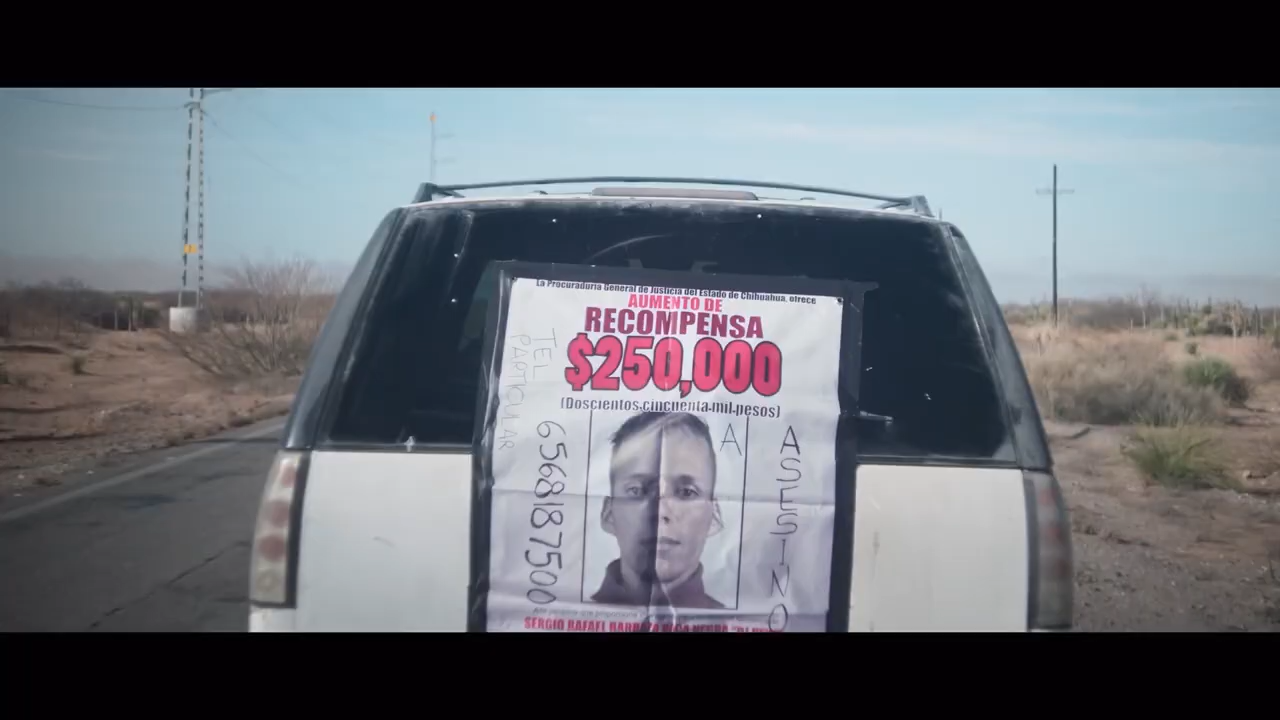 La Procuraduría General de Justicia del Estado de Chihuahua, ofrece
AUMENTO DE
RECOMPENSA
$250,000
(Doscientos cincuenta mil pesos)
TEL
PARTICULAR
6568187500
A
ASESINO
SERGIO RAFAEL